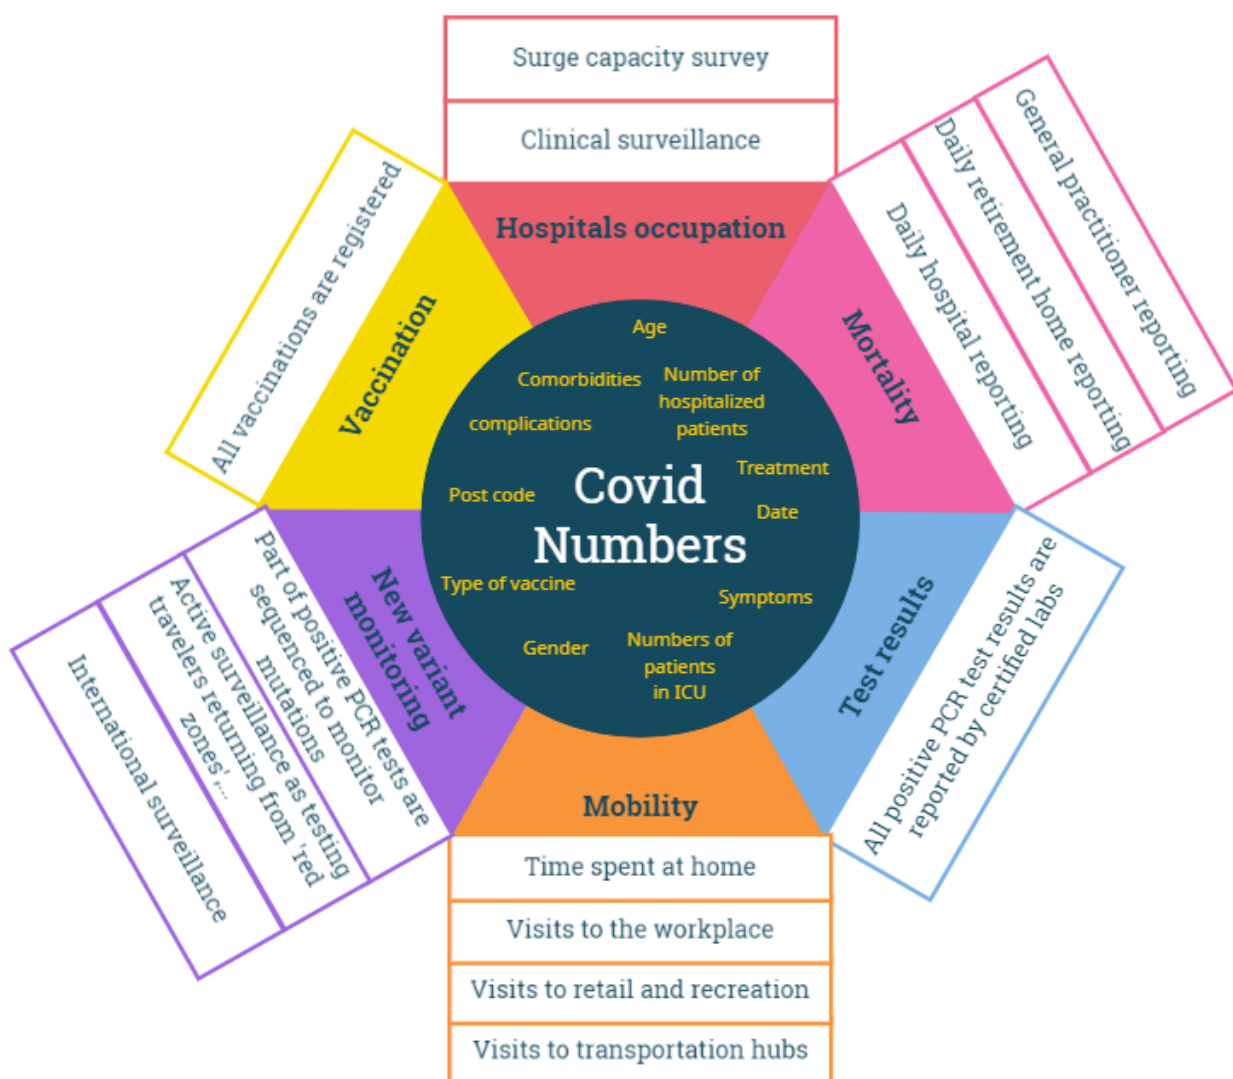 Surge capacity survey
Clinical surveillance
Hospitals occupation
General practitioner reporting
Daily retirement home reporting
Daily hospital reporting
Mortality
All vaccinations are registered
Vaccination
Age
Comorbidities
Number of
hospitalized
patients
complications
Treatment
Post code
Covid
Numbers
Date
Type of vaccine
Symptoms
Gender
Numbers of
patients
in ICU
New variant
monitoring
Part of positive PCR tests are
sequenced to monitor
mutations
Active surveillance as testing
travelers returning from 'red
zones',...
International surveillance
Test results
All positive PCR test results are
reported by certified labs
Mobility
Time spent at home
Visits to the workplace
Visits to retail and recreation
Visits to transportation hubs